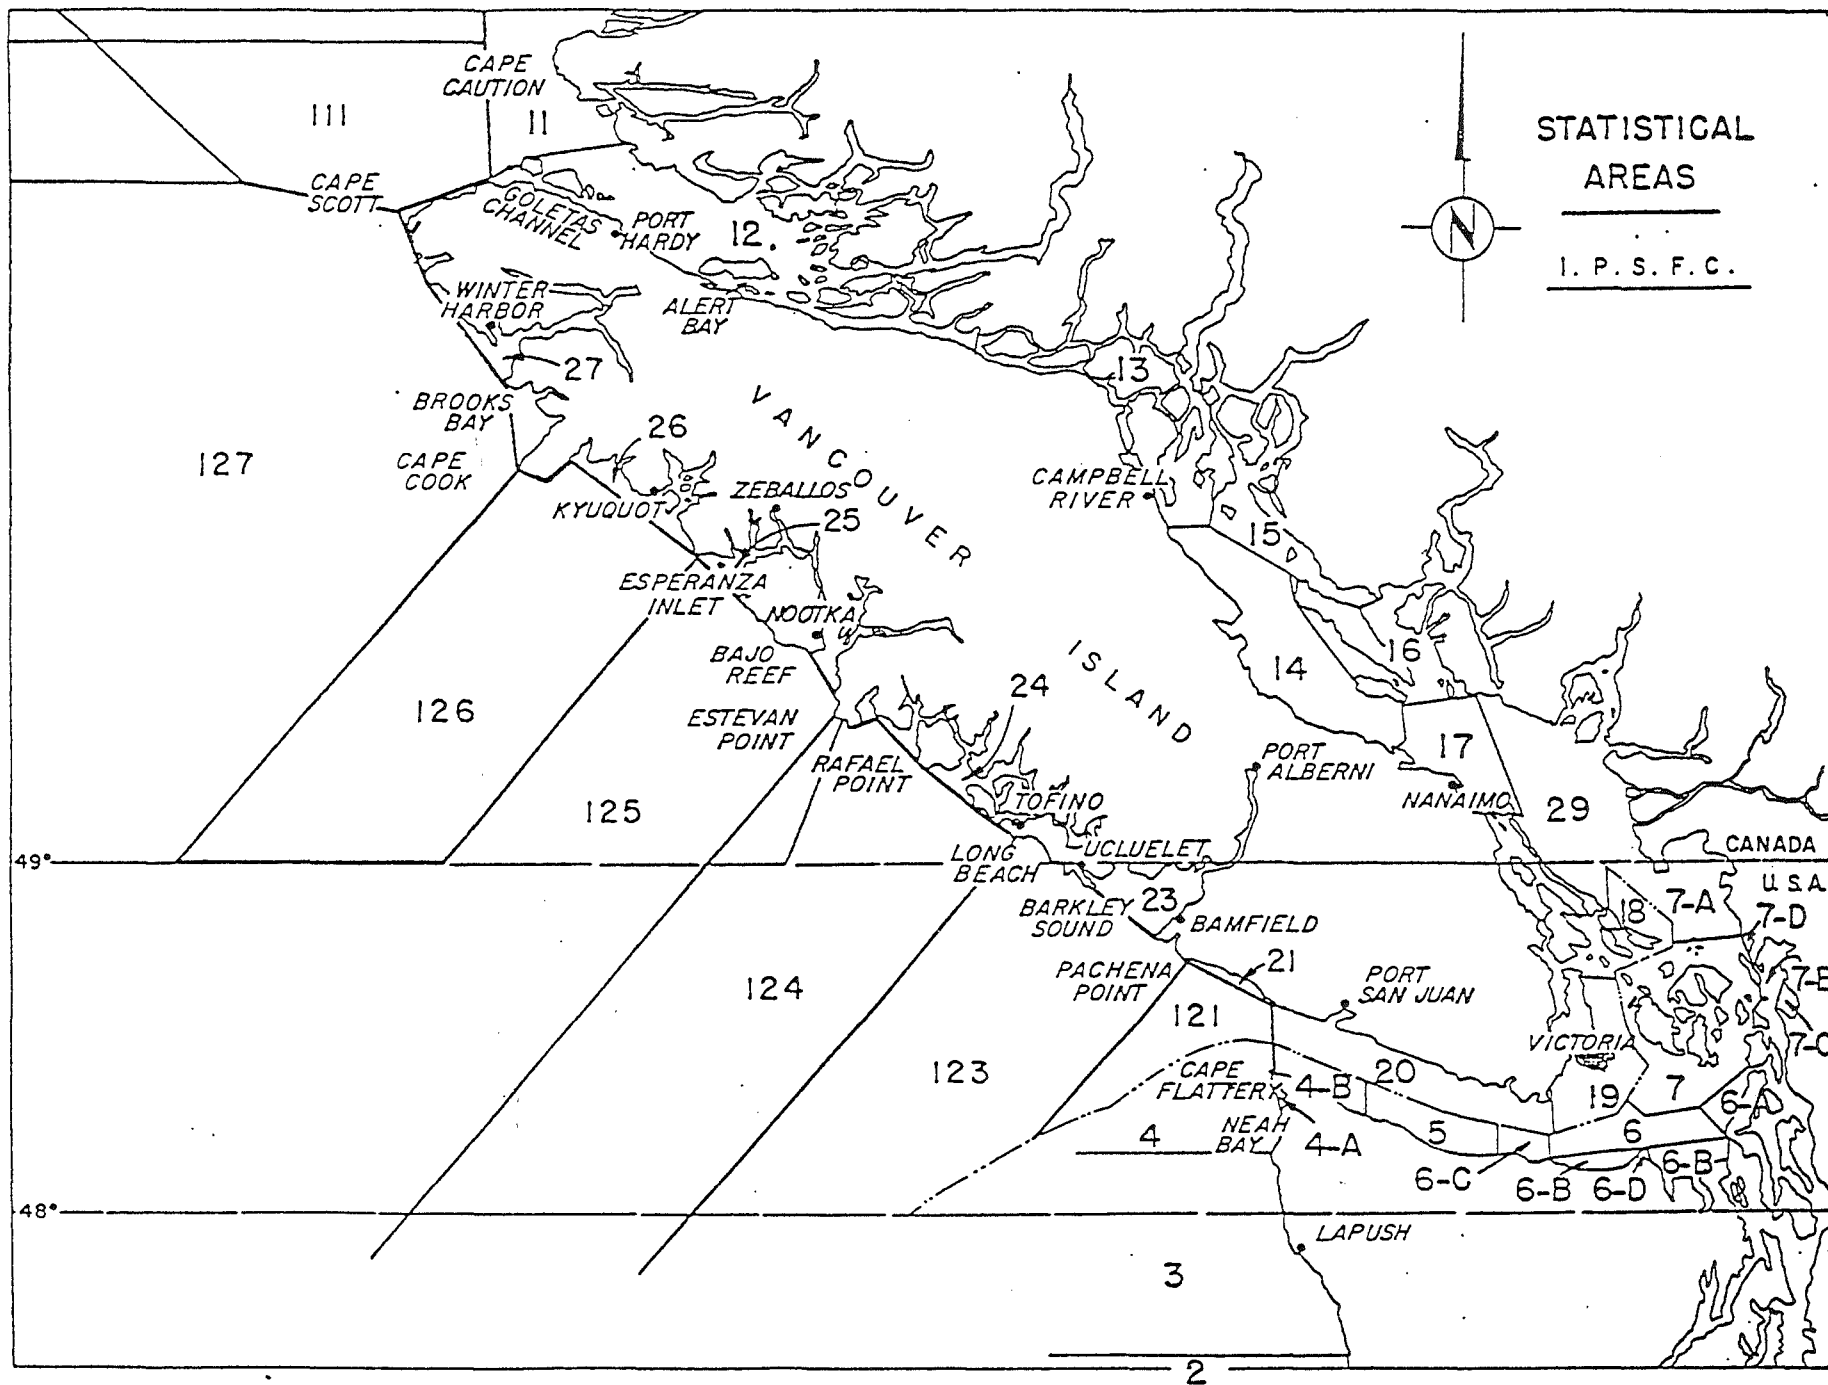 STATISTICAL
AREAS
I. P. S. F. C.
N
CAPE
CAUTION
111
11
CAPE
SCOTT
GOLETAS
CHANNEL
PORT
HARDY
12
WINTER
HARBOR
ALERT
BAY
27
13
BROOKS
BAY
VANCOUVER
ISLAND
26
127
CAPE
COOK
KYUQUOT
ZEBALLOS
25
CAMPBELL
RIVER
15
ESPERANZA
INLET
NOOTKA
16
14
BAJO
REEF
24
126
ESTEVAN
POINT
RAFAEL
POINT
17
PORT
ALBERNI
NANAIMO
29
125
TOFINO
49°
LONG
BEACH
UCLUELET
CANADA
U.S.A.
BARKLEY
SOUND
23
BAMFIELD
18
7-A
7-D
PACHENA
POINT
21
PORT
SAN JUAN
124
121
VICTORIA
123
CAPE
FLATTERY
4-B
20
19
7
6-A
4
NEAH
BAY
4-A
5
6
6-C
6-B
6-D
6-B
48°
LAPUSH
3
2